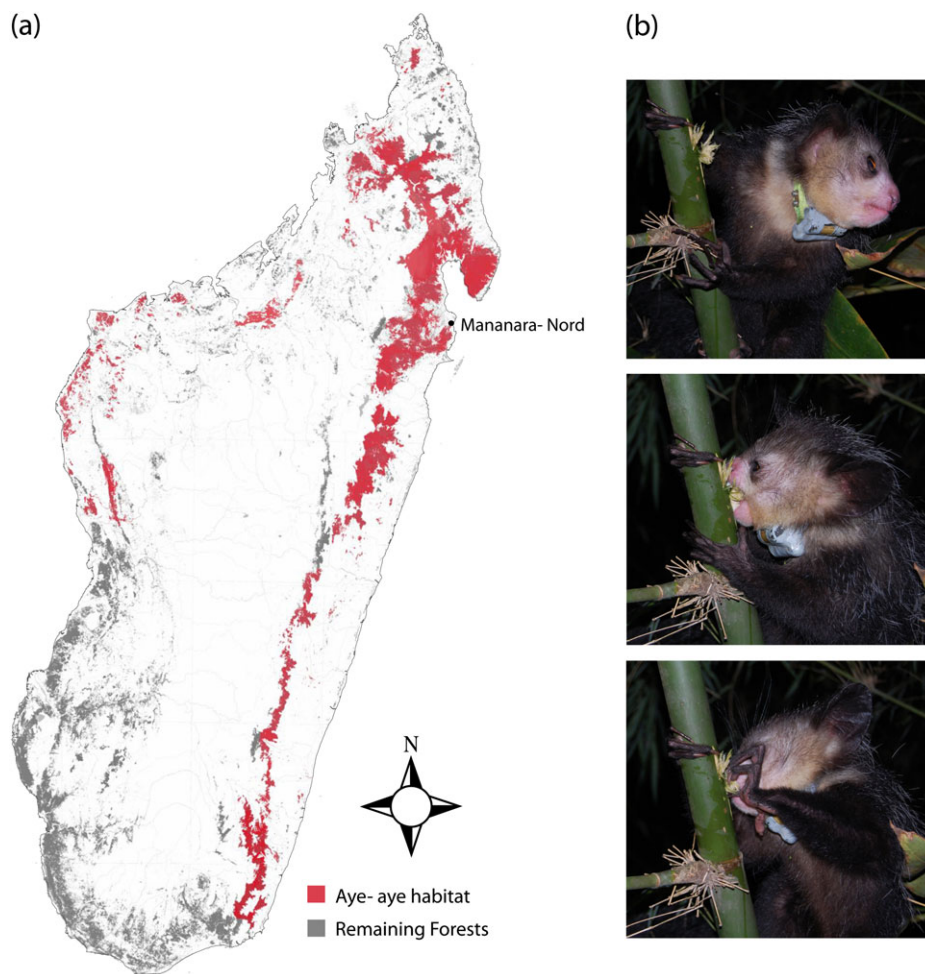 (a)
(b)
Mananara- Nord
N
Aye- aye habitat
Remaining Forests